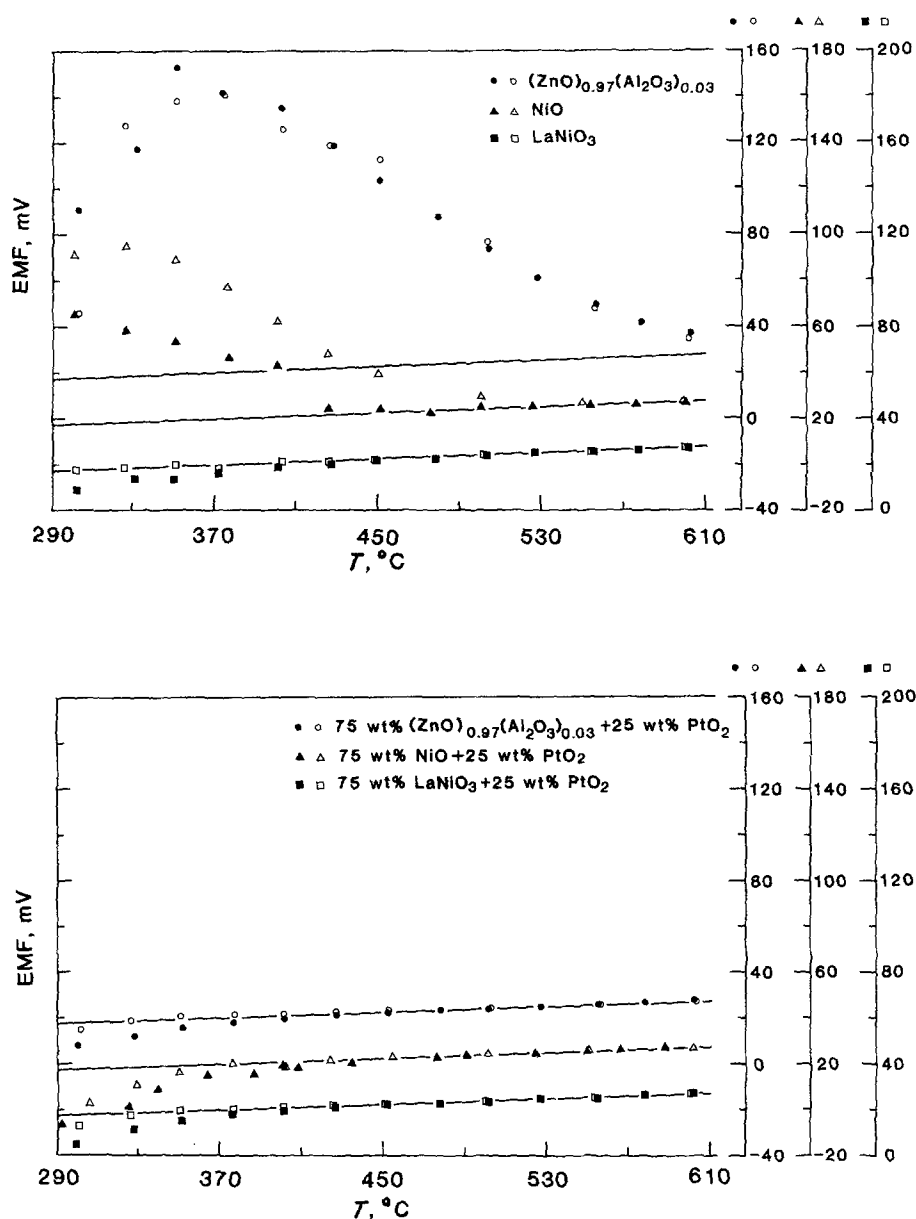 ● ○ ▲ △ ■ □
160 180 200
● ○ (ZnO)0.97(Al2O3)0.03
▲ △ NiO
■ □ LaNiO3
120 140 160
80 100 120
EMF, mV
40 60 80
0 20 40
-40 -20 0
290 370 450 530 610
T, °C
● ○ ▲ △ ■ □
160 180 200
● ○ 75 wt% (ZnO)0.97(Al2O3)0.03 +25 wt% PtO2
▲ △ 75 wt% NiO+25 wt% PtO2
■ □ 75 wt% LaNiO3+25 wt% PtO2
120 140 160
80 100 120
EMF, mV
40 60 80
0 20 40
-40 -20 0
290 370 450 530 610
T, °C